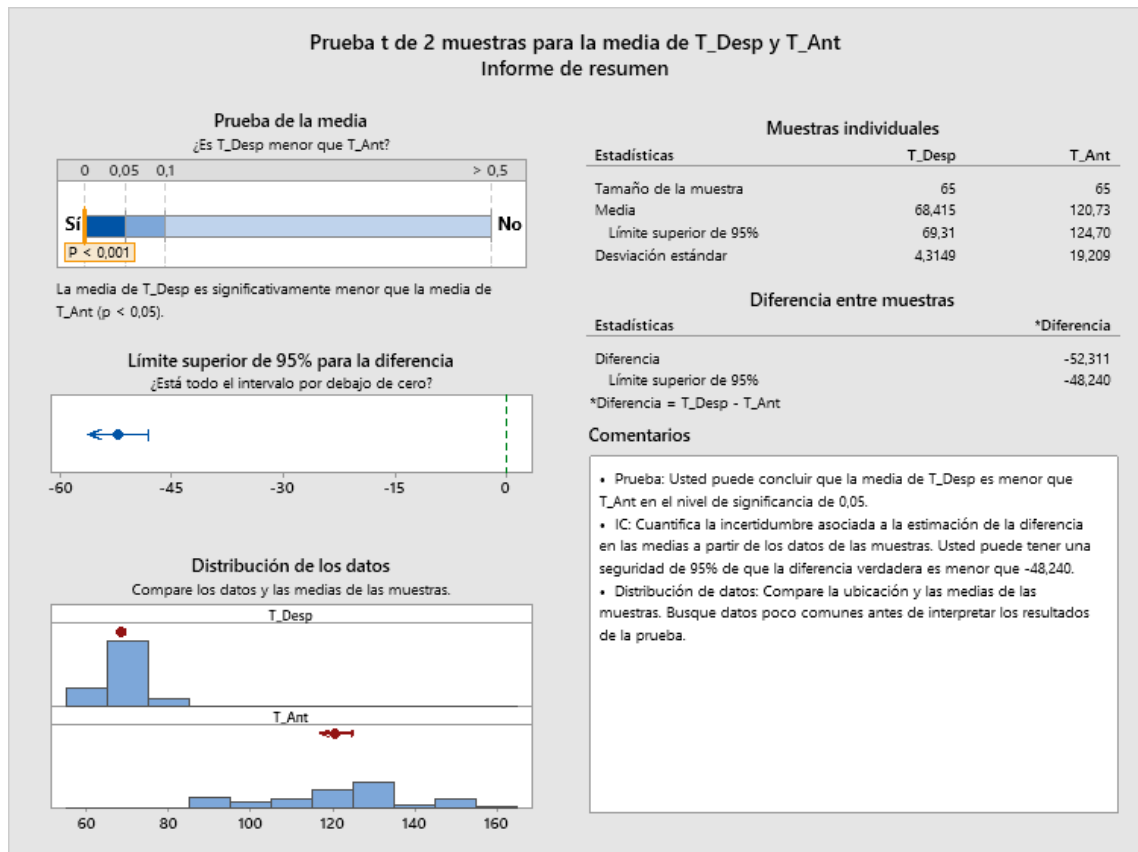 Prueba t de 2 muestras para la media de T_Desp y T_Ant
Informe de resumen
Prueba de la media
¿Es T_Desp menor que T_Ant?
0 0,05 0,1 > 0,5
Sí No
P < 0,001
La media de T_Desp es significativamente menor que la media de
T_Ant (p < 0,05).
Límite superior de 95% para la diferencia
¿Está todo el intervalo por debajo de cero?
-60 -45 -30 -15 0
Distribución de los datos
Compare los datos y las medias de las muestras.
T_Desp
T_Ant
60 80 100 120 140 160
Muestras individuales
Estadísticas T_Desp T_Ant
Tamaño de la muestra 65 65
Media 68,415 120,73
Límite superior de 95% 69,31 124,70
Desviación estándar 4,3149 19,209
Diferencia entre muestras
Estadísticas *Diferencia
Diferencia -52,311
Límite superior de 95% -48,240
*Diferencia = T_Desp - T_Ant
Comentarios
• Prueba: Usted puede concluir que la media de T_Desp es menor que
T_Ant en el nivel de significancia de 0,05.
• IC: Cuantifica la incertidumbre asociada a la estimación de la diferencia
en las medias a partir de los datos de las muestras. Usted puede tener una
seguridad de 95% de que la diferencia verdadera es menor que -48,240.
• Distribución de datos: Compare la ubicación y las medias de las
muestras. Busque datos poco comunes antes de interpretar los resultados
de la prueba.